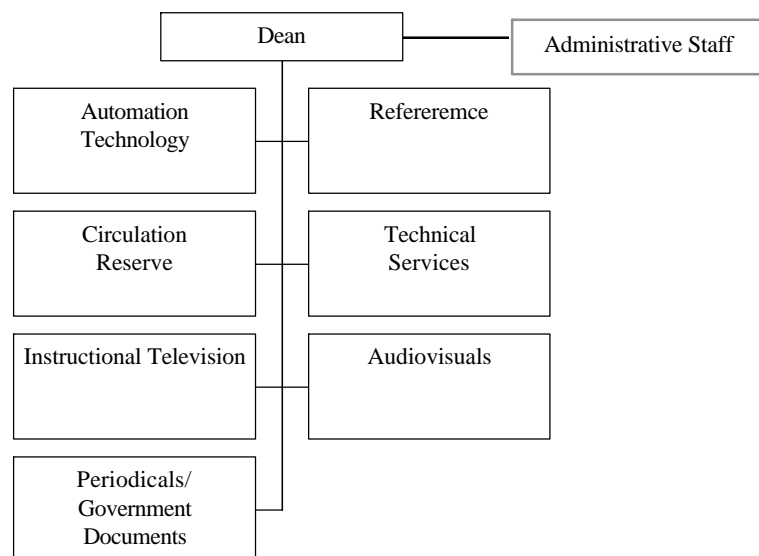 Dean
Administrative Staff
Automation
Technology
Refereremce
Circulation
Reserve
Technical
Services
Instructional Television
Audiovisuals
Periodicals/
Government
Documents